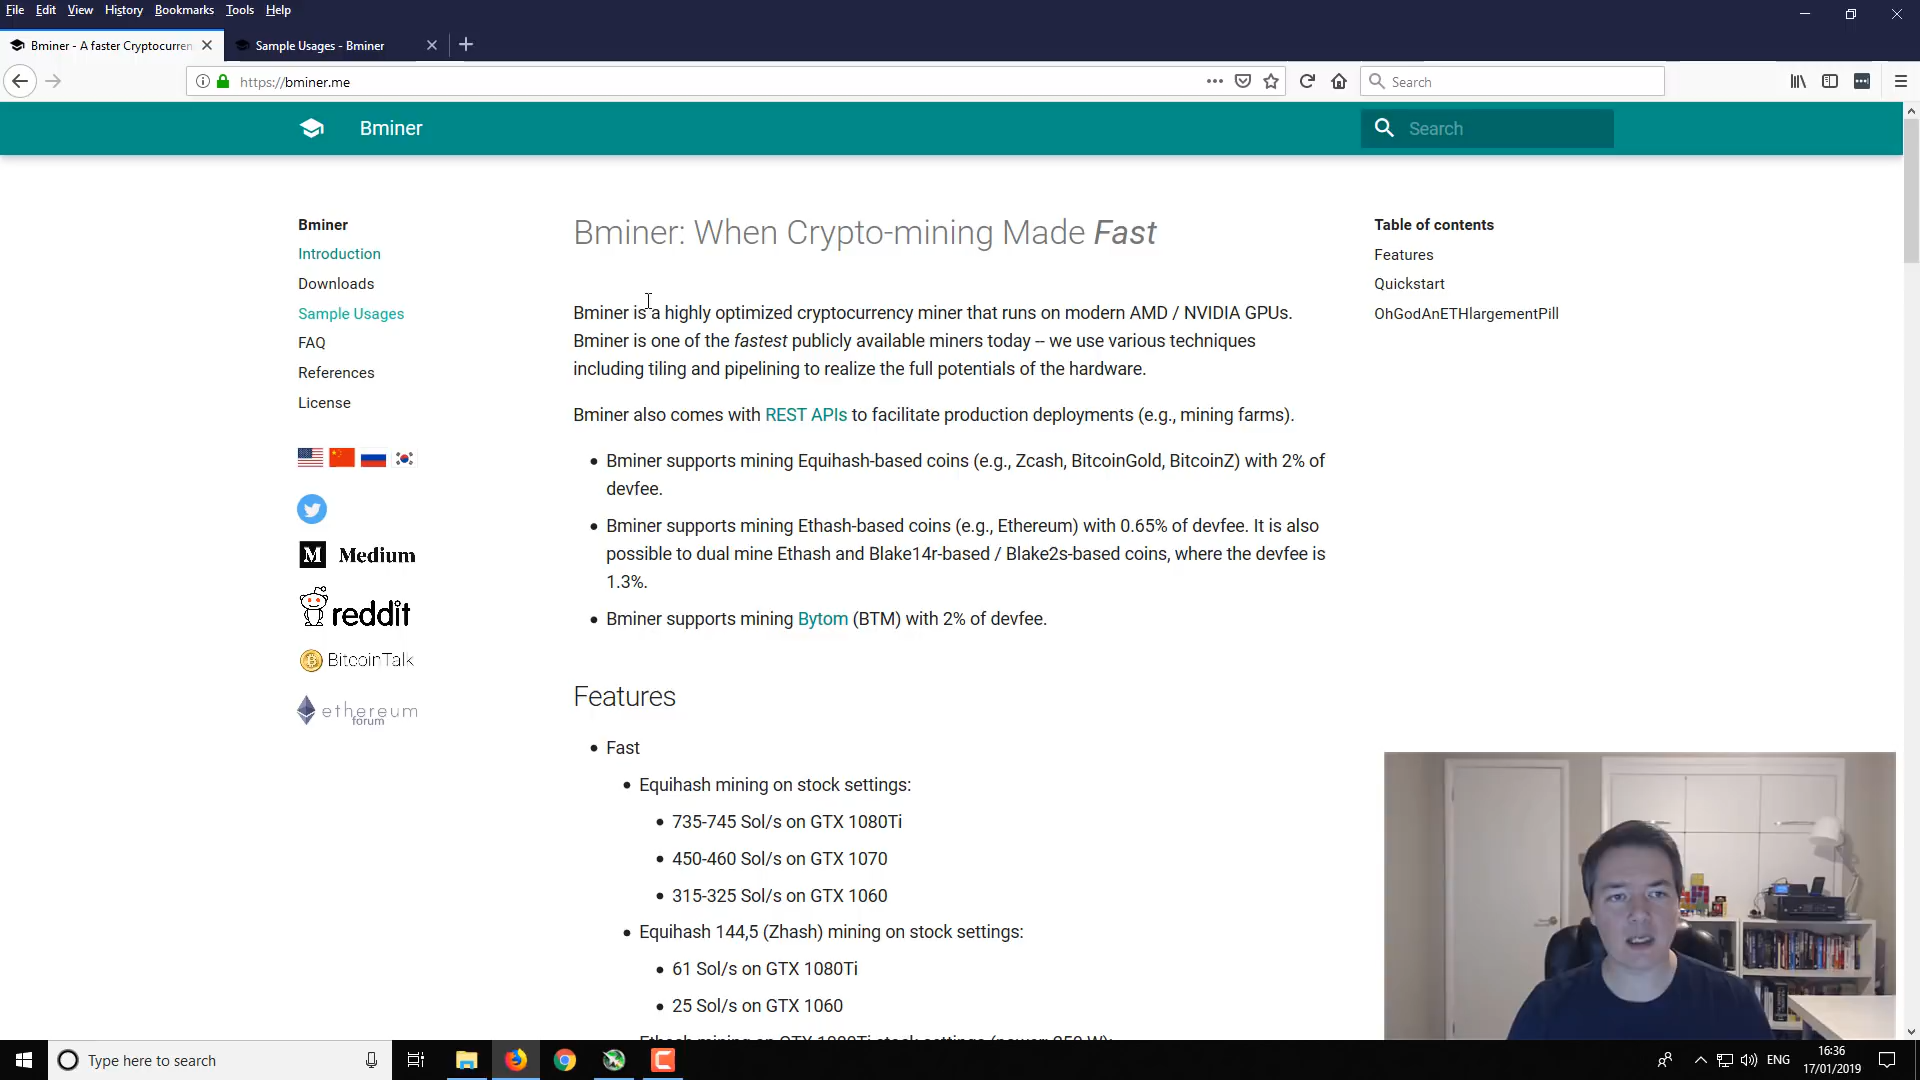 File Edit View History Bookmarks Tools Help
Bminer - A faster Cryptocurren
Sample Usages - Bminer
https://bminer.me
Search
Bminer
Search
Bminer
Introduction
Downloads
Sample Usages
FAQ
References
License
Medium
reddit
BitcoinTalk
ethereum
forum
Bminer: When Crypto-mining Made Fast
Bminer is a highly optimized cryptocurrency miner that runs on modern AMD / NVIDIA GPUs.
Bminer is one of the fastest publicly available miners today -- we use various techniques
including tiling and pipelining to realize the full potentials of the hardware.
Bminer also comes with REST APIs to facilitate production deployments (e.g., mining farms).
Bminer supports mining Equihash-based coins (e.g., Zcash, BitcoinGold, BitcoinZ) with 2% of
devfee.
Bminer supports mining Ethash-based coins (e.g., Ethereum) with 0.65% of devfee. It is also
possible to dual mine Ethash and Blake14r-based / Blake2s-based coins, where the devfee is
1.3%.
Bminer supports mining Bytom (BTM) with 2% of devfee.
Features
Fast
Equihash mining on stock settings:
735-745 Sol/s on GTX 1080Ti
450-460 Sol/s on GTX 1070
315-325 Sol/s on GTX 1060
Equihash 144,5 (Zhash) mining on stock settings:
61 Sol/s on GTX 1080Ti
25 Sol/s on GTX 1060
Table of contents
Features
Quickstart
OhGodAnETHlargementPill
Type here to search
ENG
16:36
17/01/2019